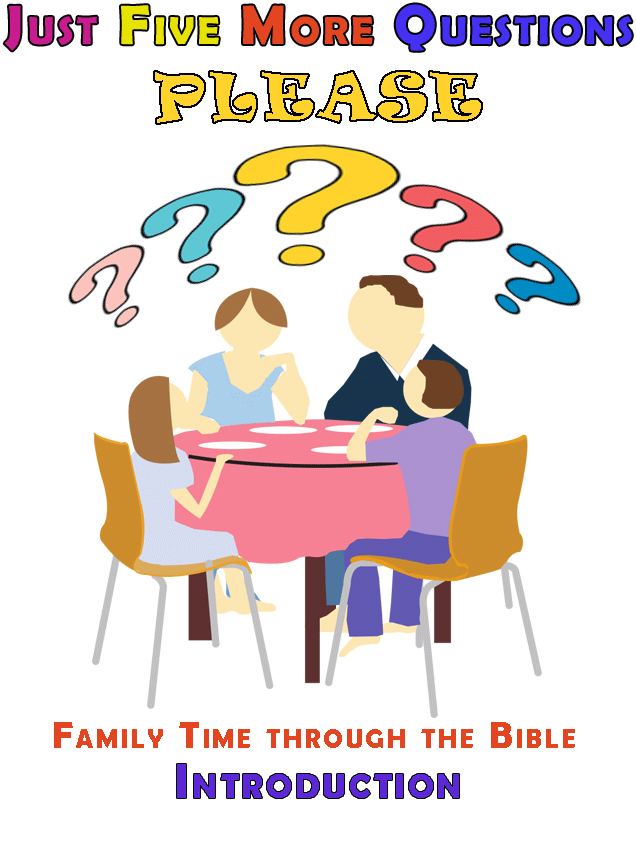 Just Five More Questions
PLEASE
? ? ? ? ?
Family Time through the Bible
Introduction